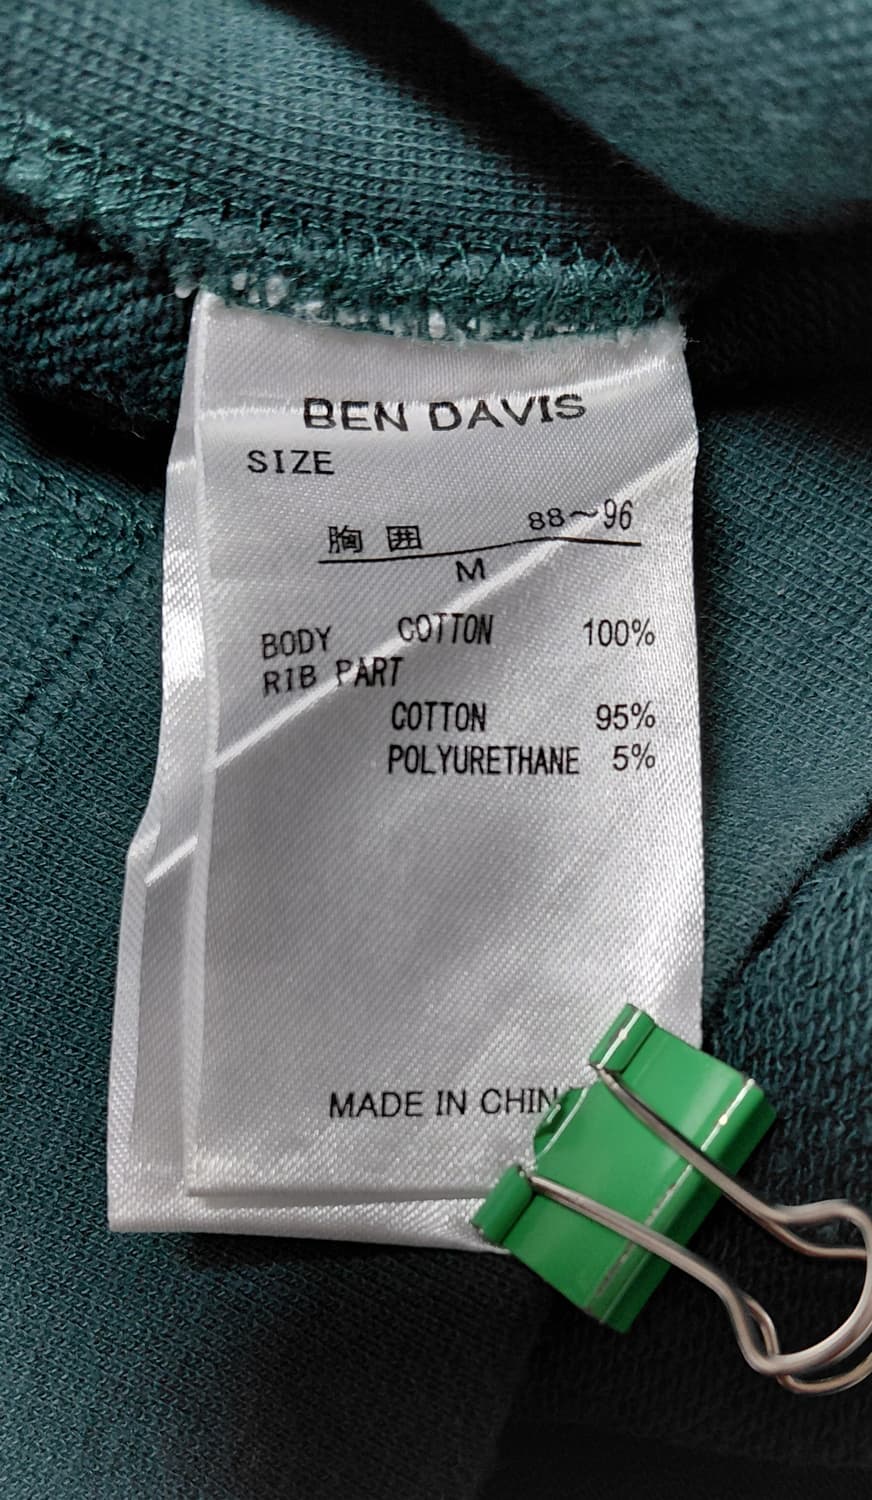 BEN DAVIS
SIZE
胸囲 88～96
M
BODY COTTON 100%
RIB PART
COTTON 95%
POLYURETHANE 5%
MADE IN CHIN